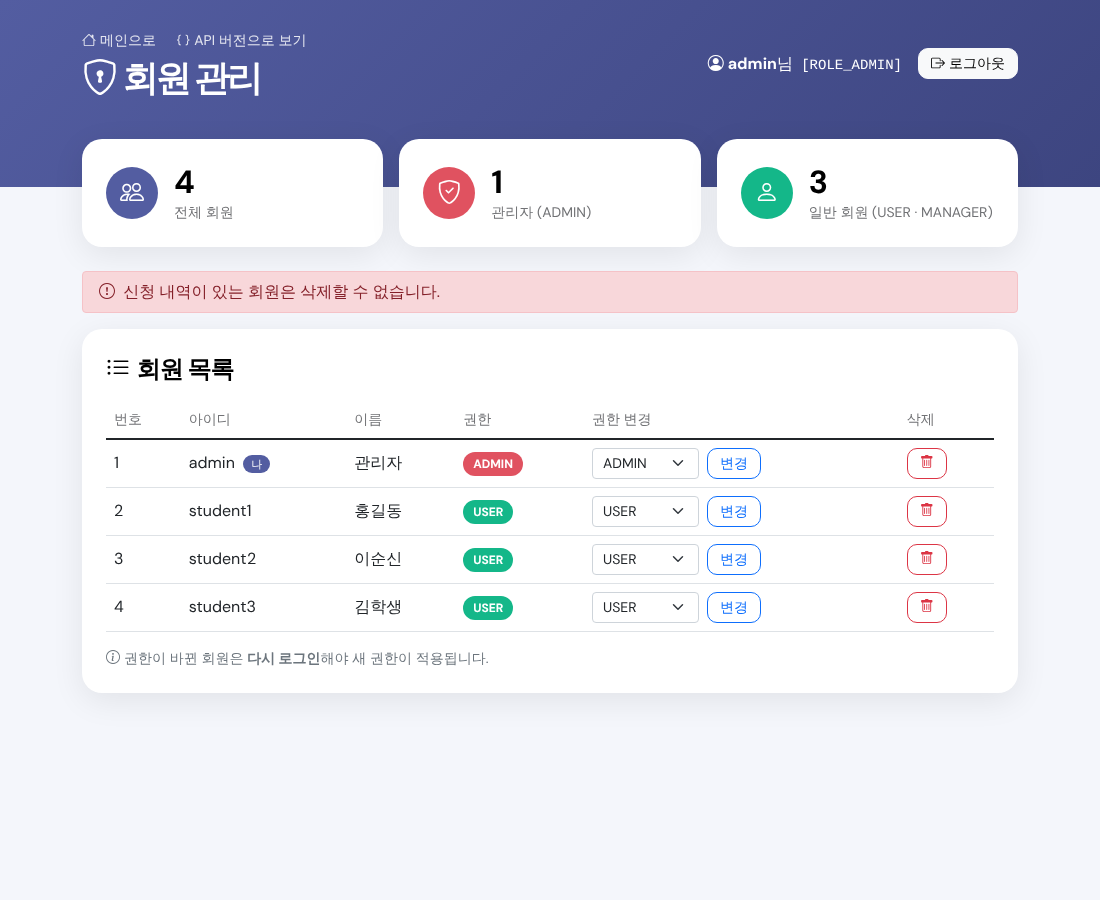 메인으로 {} API 버전으로 보기
회원 관리
admin님 [ROLE_ADMIN] 로그아웃
4
전체 회원
1
관리자 (ADMIN)
3
일반 회원 (USER · MANAGER)
신청 내역이 있는 회원은 삭제할 수 없습니다.
회원 목록
번호 아이디 이름 권한 권한 변경 삭제
1 admin 나 관리자 ADMIN ADMIN 변경
2 student1 홍길동 USER USER 변경
3 student2 이순신 USER USER 변경
4 student3 김학생 USER USER 변경
권한이 바뀐 회원은 다시 로그인해야 새 권한이 적용됩니다.